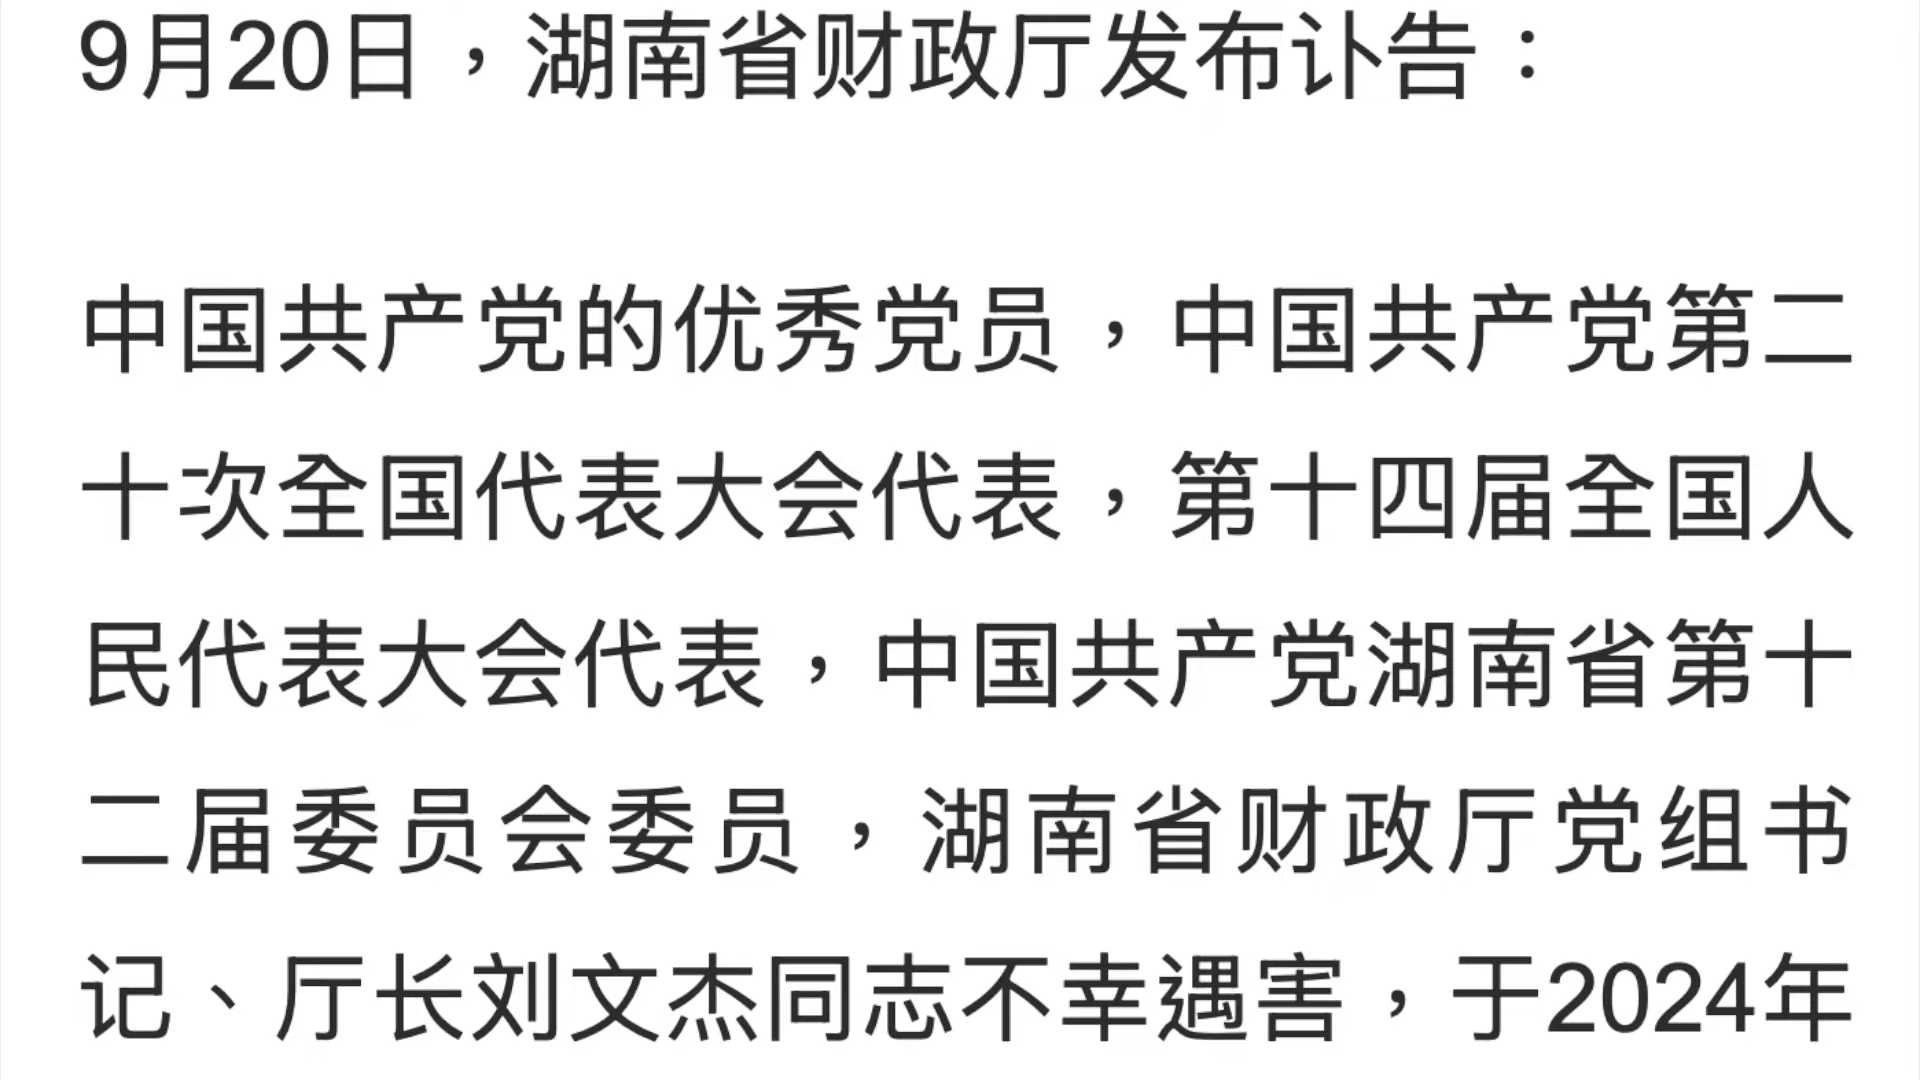 9月20日，湖南省财政厅发布讣告：
中国共产党的优秀党员，中国共产党第二
十次全国代表大会代表，第十四届全国人
民代表大会代表，中国共产党湖南省第十
二届委员会委员，湖南省财政厅党组书
记、厅长刘文杰同志不幸遇害，于2024年